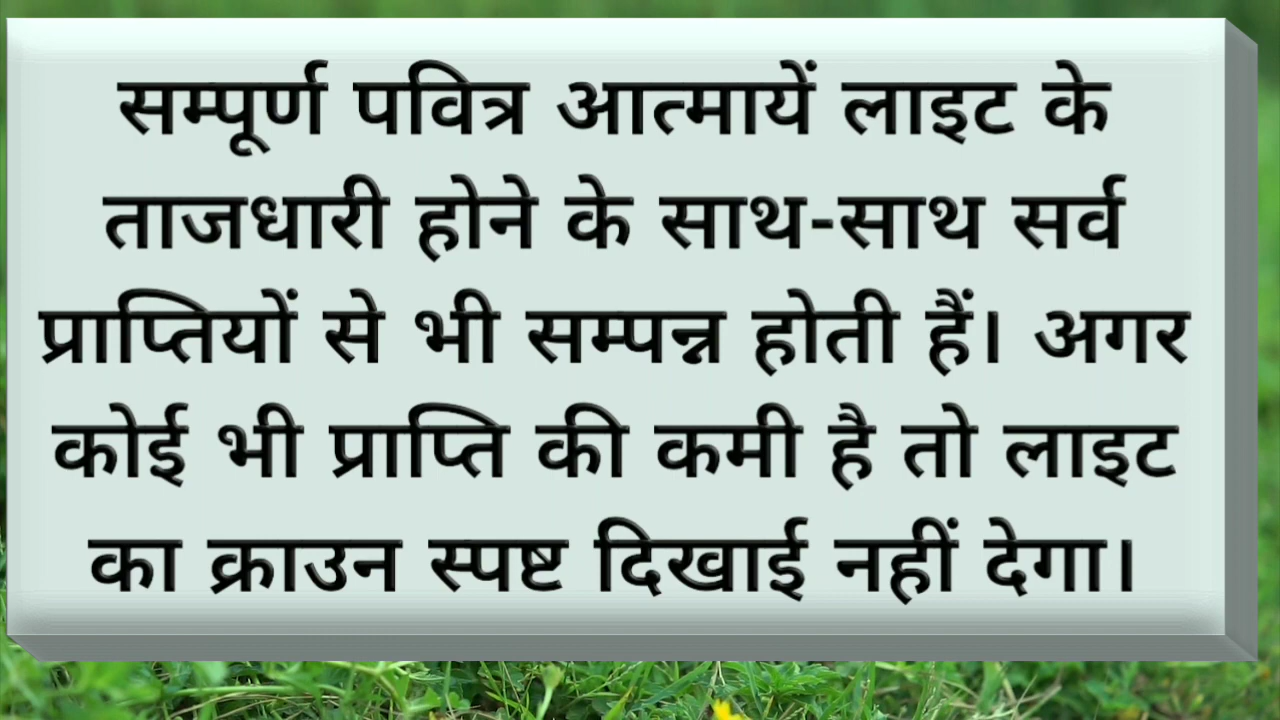 सम्पूर्ण पवित्र आत्मायें लाइट के
ताजधारी होने के साथ-साथ सर्व
प्राप्तियों से भी सम्पन्न होती हैं। अगर
कोई भी प्राप्ति की कमी है तो लाइट
का क्राउन स्पष्ट दिखाई नहीं देगा।